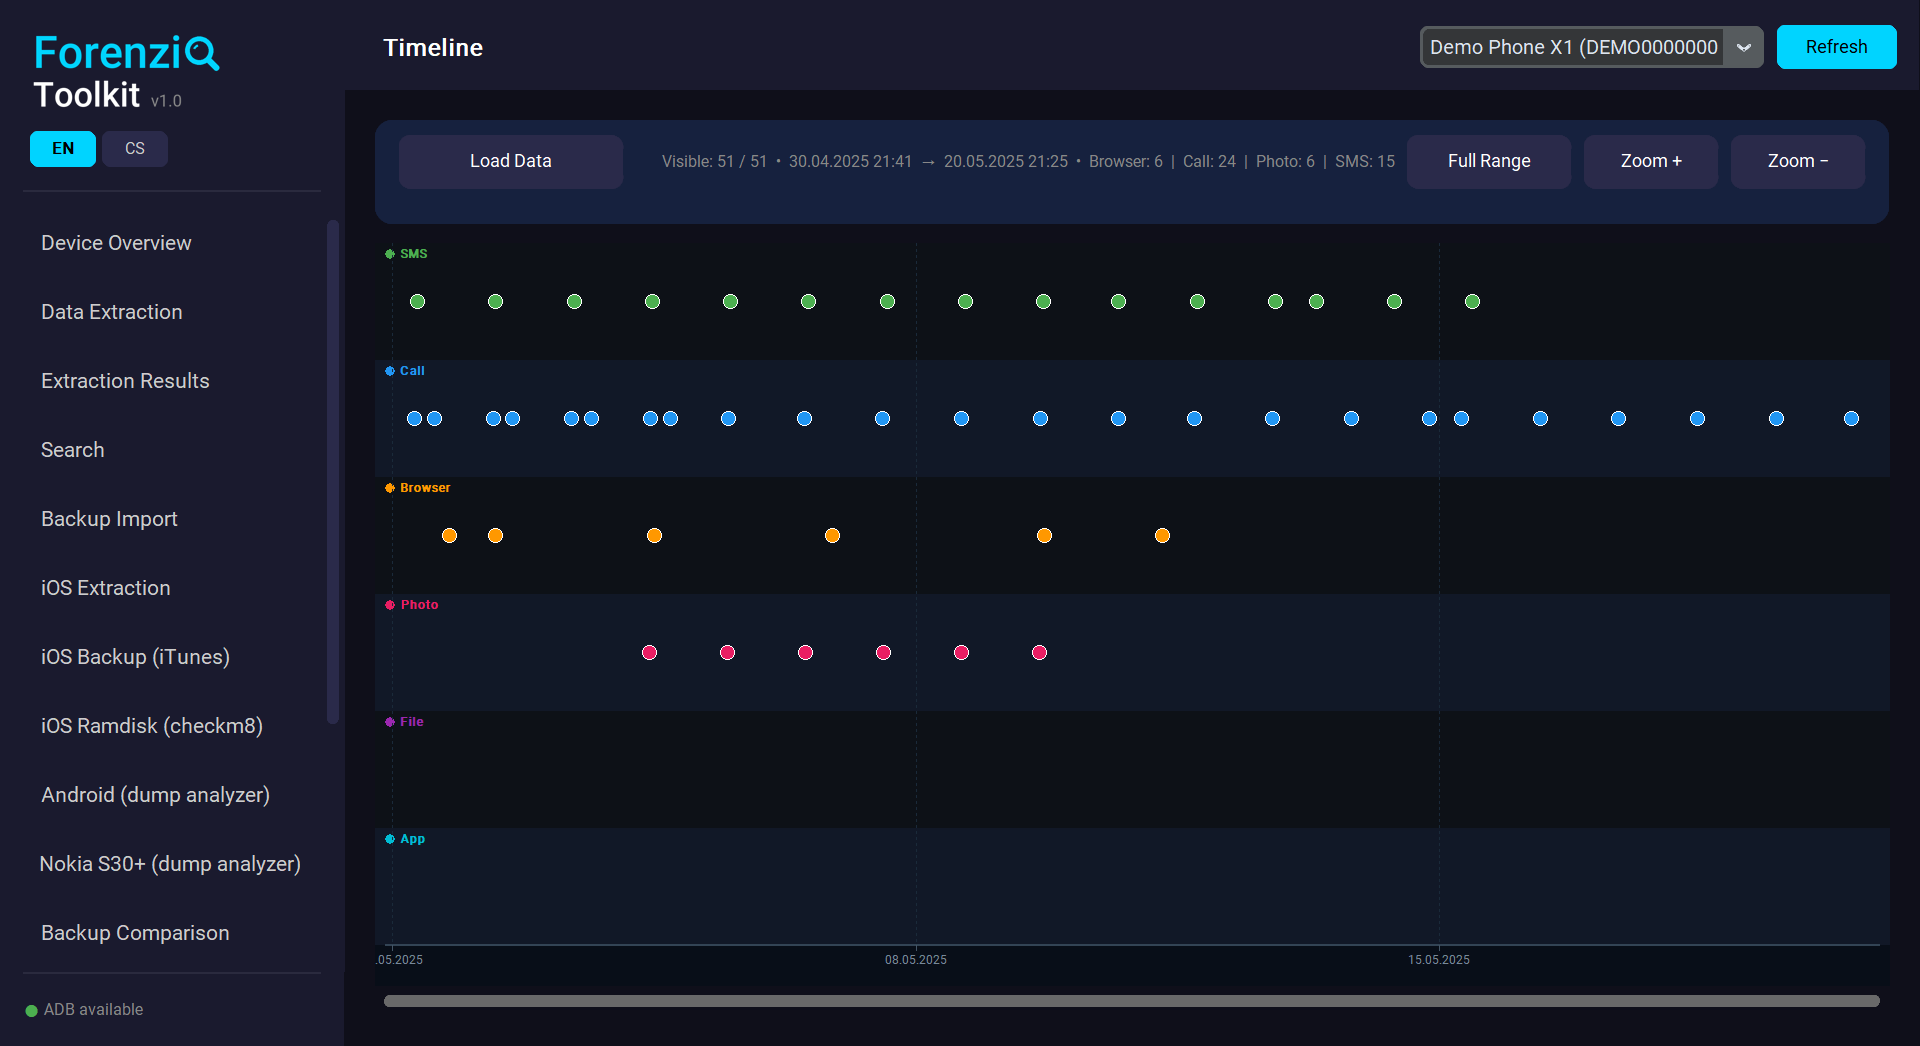 Forenzi
Toolkit v1.0
EN CS
Device Overview
Data Extraction
Extraction Results
Search
Backup Import
iOS Extraction
iOS Backup (iTunes)
iOS Ramdisk (checkm8)
Android (dump analyzer)
Nokia S30+ (dump analyzer)
Backup Comparison
ADB available
Timeline
Demo Phone X1 (DEMO0000000
Refresh
Load Data
Visible: 51 / 51 • 30.04.2025 21:41 → 20.05.2025 21:25 • Browser: 6 | Call: 24 | Photo: 6 | SMS: 15
Full Range
Zoom +
Zoom −
SMS
Call
Browser
Photo
File
App
.05.2025 08.05.2025 15.05.2025